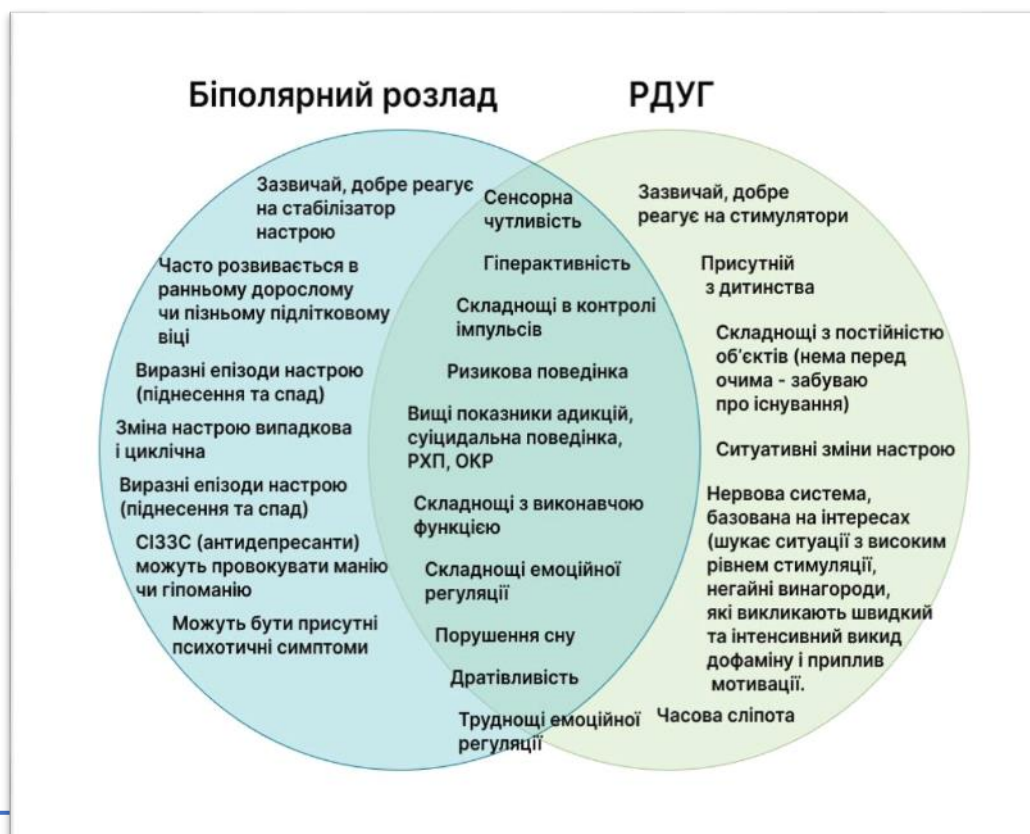 Біполярний розлад
РДУГ
Зазвичай, добре реагує
на стабілізатор
настрою
Часто розвивається в
ранньому дорослому
чи пізньому підлітковому
віці
Виразні епізоди настрою
(піднесення та спад)
Зміна настрою випадкова
і циклічна
Виразні епізоди настрою
(піднесення та спад)
СІЗЗС (антидепресанти)
можуть провокувати манію
чи гіпоманію
Можуть бути присутні
психотичні симптоми
Сенсорна
чутливість
Гіперактивність
Складнощі в контролі
імпульсів
Ризикова поведінка
Вищі показники адикцій,
суіцидальна поведінка,
РХП, ОКР
Складнощі з виконавчою
функцією
Складнощі емоційної
регуляції
Порушення сну
Дратівливість
Труднощі емоційної
регуляції
Зазвичай, добре
реагує на стимулятори
Присутній
з дитинства
Складнощі з постійністю
об’єктів (нема перед
очима - забуваю
про існування)
Ситуативні зміни настрою
Нервова система,
базована на інтересах
(шукає ситуації з високим
рівнем стимуляції,
негайні винагороди,
які викликають швидкий
та інтенсивний викид
дофаміну і приплив
мотивації.
Часова сліпота